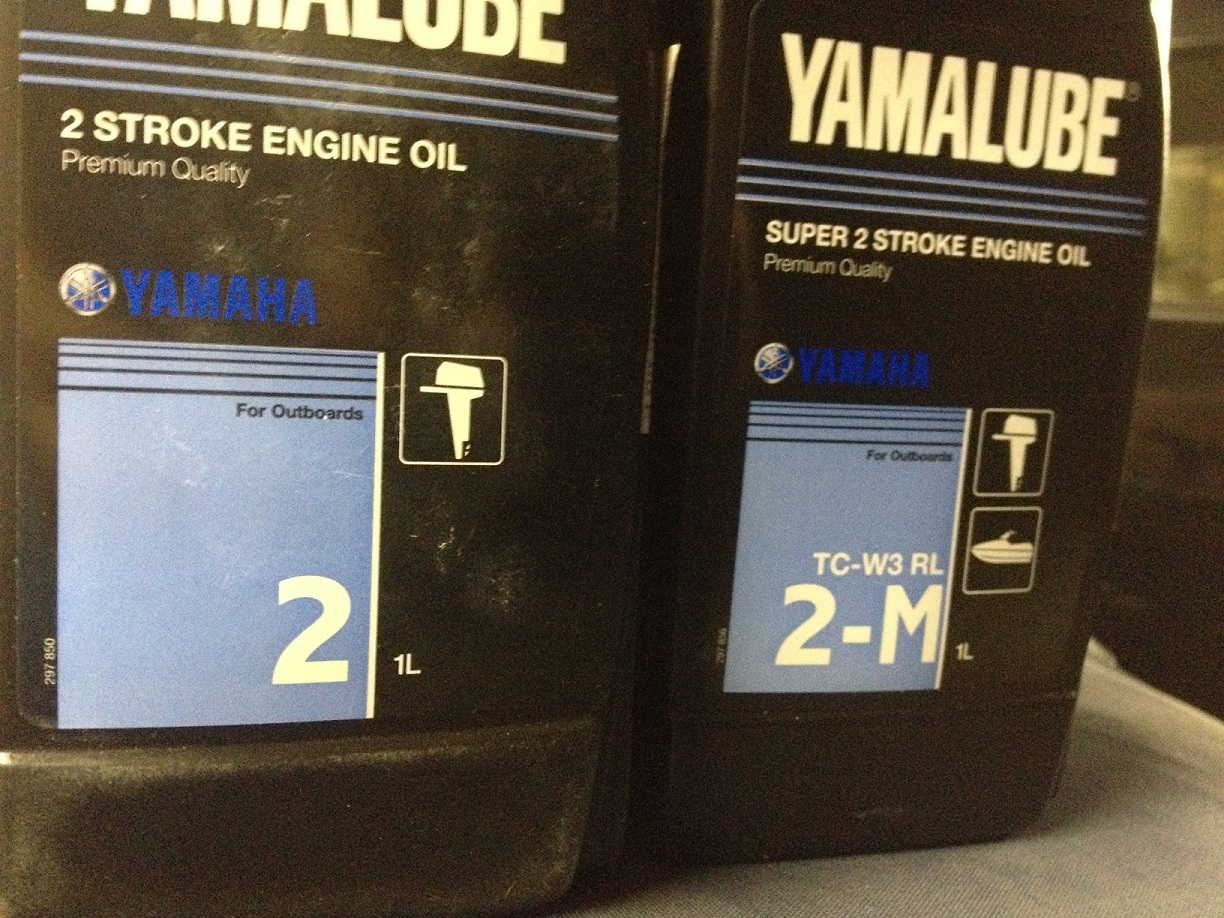 YAMALUBE
2 STROKE ENGINE OIL
Premium Quality
YAMAHA
For Outboards
2
1L
297 850
YAMALUBE®
SUPER 2 STROKE ENGINE OIL
Premium Quality
YAMAHA
For Outboards
TC-W3 RL
2-M
1L